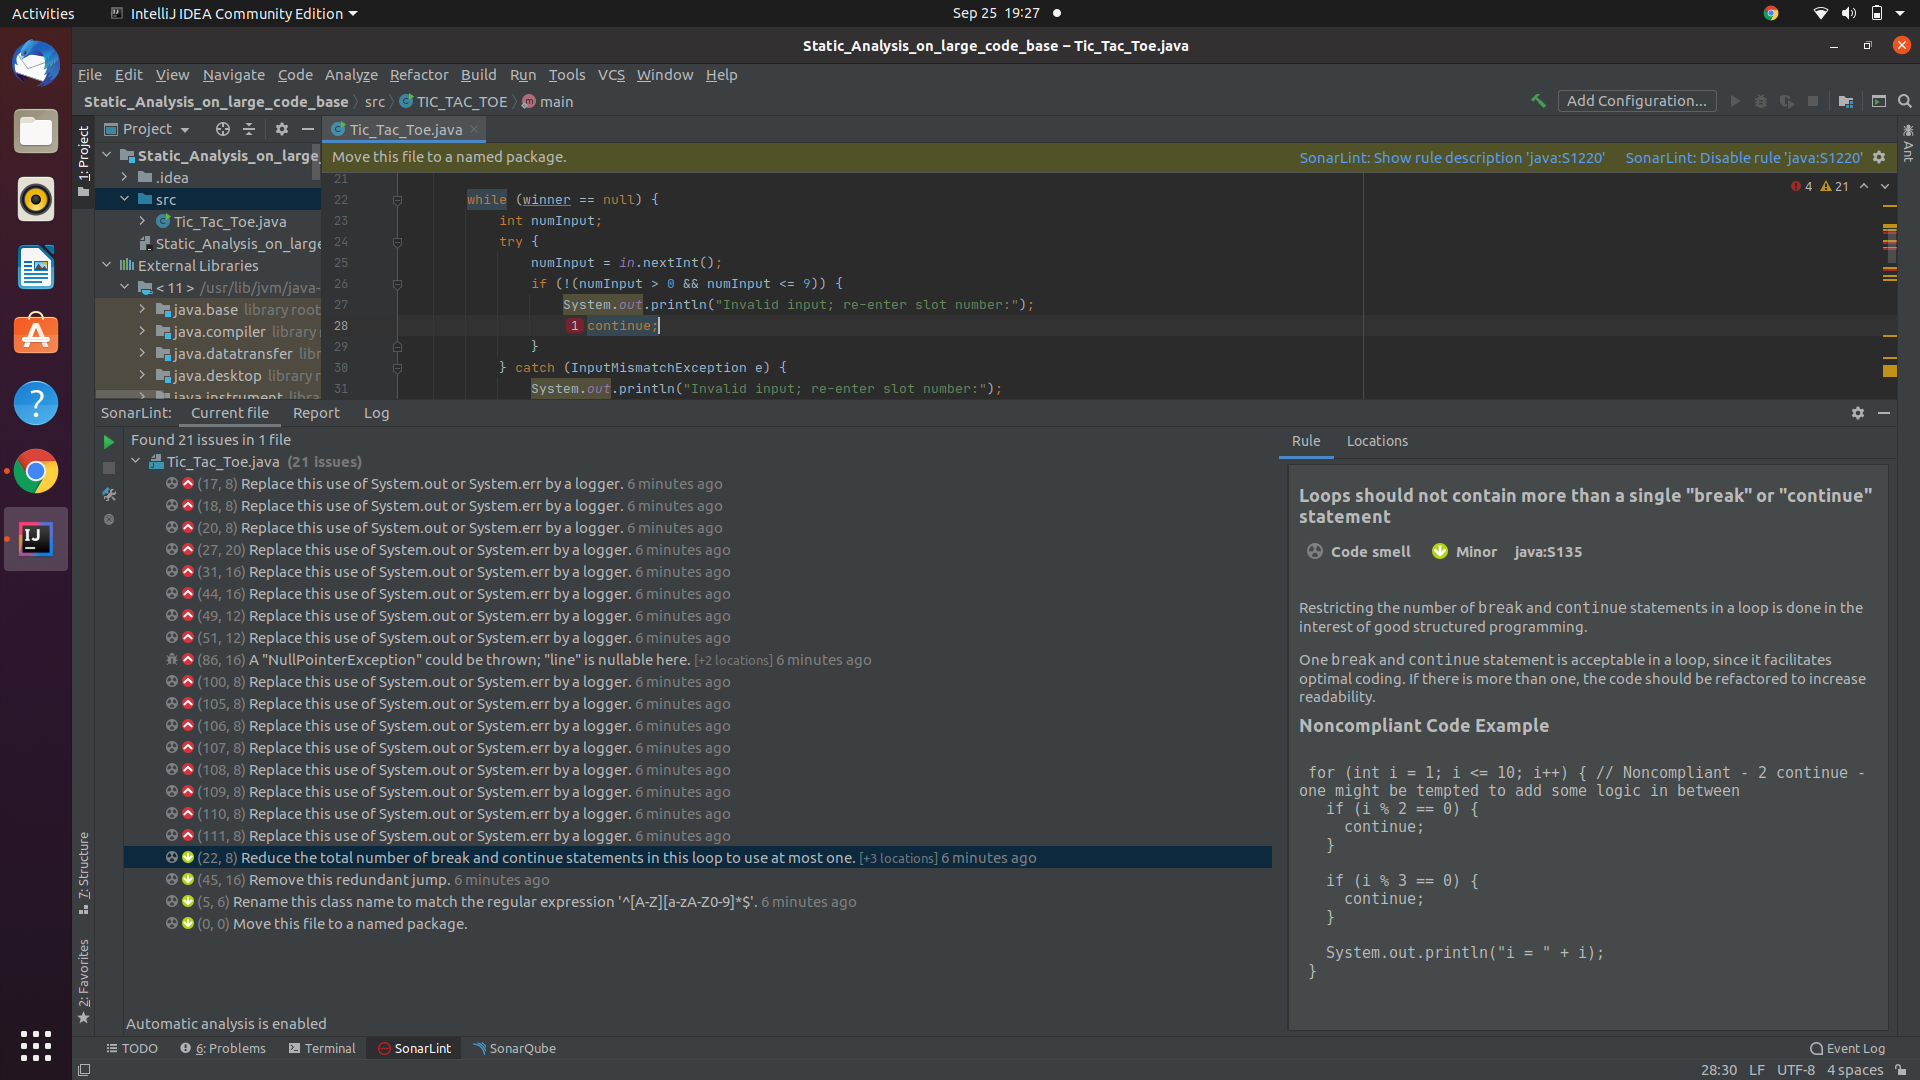 Activities IntelliJ IDEA Community Edition Sep 25 19:27
Static_Analysis_on_large_code_base – Tic_Tac_Toe.java
File Edit View Navigate Code Analyze Refactor Build Run Tools VCS Window Help
Static_Analysis_on_large_code_base src TIC_TAC_TOE main Add Configuration...
1: Project
Project
Static_Analysis_on_large_
.idea
src
Tic_Tac_Toe.java
Static_Analysis_on_large
External Libraries
< 11 > /usr/lib/jvm/java-
java.base library root
java.compiler library r
java.datatransfer libr
java.desktop library r
java.instrument libra
Tic_Tac_Toe.java
Ant
Move this file to a named package. SonarLint: Show rule description 'java:S1220' SonarLint: Disable rule 'java:S1220'
4 21
21
22 while (winner == null) {
23 int numInput;
24 try {
25 numInput = in.nextInt();
26 if (!(numInput > 0 && numInput <= 9)) {
27 System.out.println("Invalid input; re-enter slot number:");
28 1 continue;
29 }
30 } catch (InputMismatchException e) {
31 System.out.println("Invalid input; re-enter slot number:");
SonarLint: Current file Report Log
Found 21 issues in 1 file
Tic_Tac_Toe.java (21 issues)
(17, 8) Replace this use of System.out or System.err by a logger. 6 minutes ago
(18, 8) Replace this use of System.out or System.err by a logger. 6 minutes ago
(20, 8) Replace this use of System.out or System.err by a logger. 6 minutes ago
(27, 20) Replace this use of System.out or System.err by a logger. 6 minutes ago
(31, 16) Replace this use of System.out or System.err by a logger. 6 minutes ago
(44, 16) Replace this use of System.out or System.err by a logger. 6 minutes ago
(49, 12) Replace this use of System.out or System.err by a logger. 6 minutes ago
(51, 12) Replace this use of System.out or System.err by a logger. 6 minutes ago
(86, 16) A "NullPointerException" could be thrown; "line" is nullable here. [+2 locations] 6 minutes ago
(100, 8) Replace this use of System.out or System.err by a logger. 6 minutes ago
(105, 8) Replace this use of System.out or System.err by a logger. 6 minutes ago
(106, 8) Replace this use of System.out or System.err by a logger. 6 minutes ago
(107, 8) Replace this use of System.out or System.err by a logger. 6 minutes ago
(108, 8) Replace this use of System.out or System.err by a logger. 6 minutes ago
(109, 8) Replace this use of System.out or System.err by a logger. 6 minutes ago
(110, 8) Replace this use of System.out or System.err by a logger. 6 minutes ago
(111, 8) Replace this use of System.out or System.err by a logger. 6 minutes ago
(22, 8) Reduce the total number of break and continue statements in this loop to use at most one. [+3 locations] 6 minutes ago
(45, 16) Remove this redundant jump. 6 minutes ago
(5, 6) Rename this class name to match the regular expression '^[A-Z][a-zA-Z0-9]*$'. 6 minutes ago
(0, 0) Move this file to a named package.
Automatic analysis is enabled
Rule Locations
Loops should not contain more than a single "break" or "continue"
statement
Code smell Minor java:S135
Restricting the number of break and continue statements in a loop is done in the
interest of good structured programming.
One break and continue statement is acceptable in a loop, since it facilitates
optimal coding. If there is more than one, the code should be refactored to increase
readability.
Noncompliant Code Example
for (int i = 1; i <= 10; i++) { // Noncompliant - 2 continue -
one might be tempted to add some logic in between
if (i % 2 == 0) {
continue;
}
if (i % 3 == 0) {
continue;
}
System.out.println("i = " + i);
}
7: Structure
2: Favorites
TODO 6: Problems Terminal SonarLint SonarQube Event Log
28:30 LF UTF-8 4 spaces